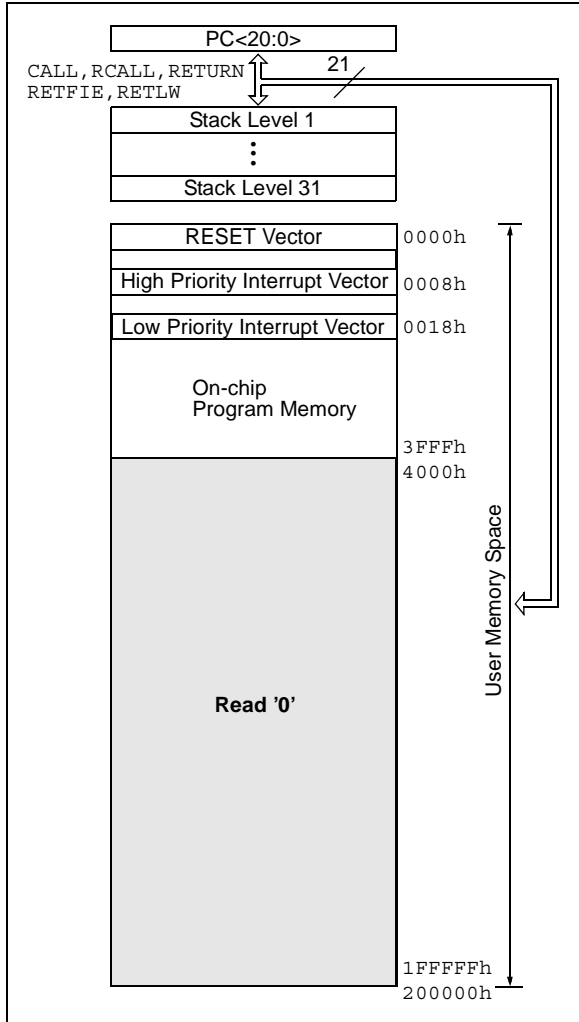 PC<20:0>
CALL,RCALL,RETURN
RETFIE,RETLW
21
Stack Level 1
Stack Level 31
RESET Vector
0000h
High Priority Interrupt Vector
0008h
Low Priority Interrupt Vector
0018h
On-chip
Program Memory
3FFFh
4000h
User Memory Space
Read '0'
1FFFFFh
200000h